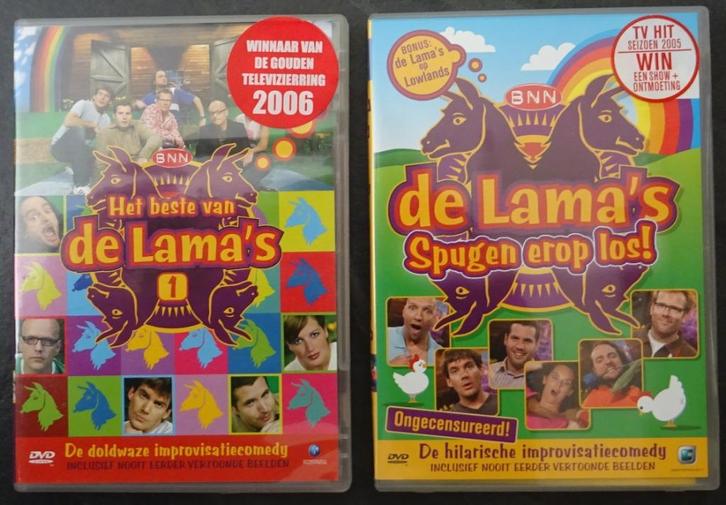 WINNAAR VAN
DE GOUDEN
TELEVIZIERRING
2006
BNN
Het beste van
de Lama's
1
DVD
De doldwaze improvisatiecomedy
INCLUSIEF NOOIT EERDER VERTOONDE BEELDEN
BONUS:
de Lama's
op
Lowlands
TV HIT
SEIZOEN 2005
WIN
EEN SHOW +
ONTMOETING
BNN
de Lama's
Spugen erop los!
Ongecensureerd!
DVD
De hilarische improvisatiecomedy
INCLUSIEF NOOIT EERDER VERTOONDE BEELDEN